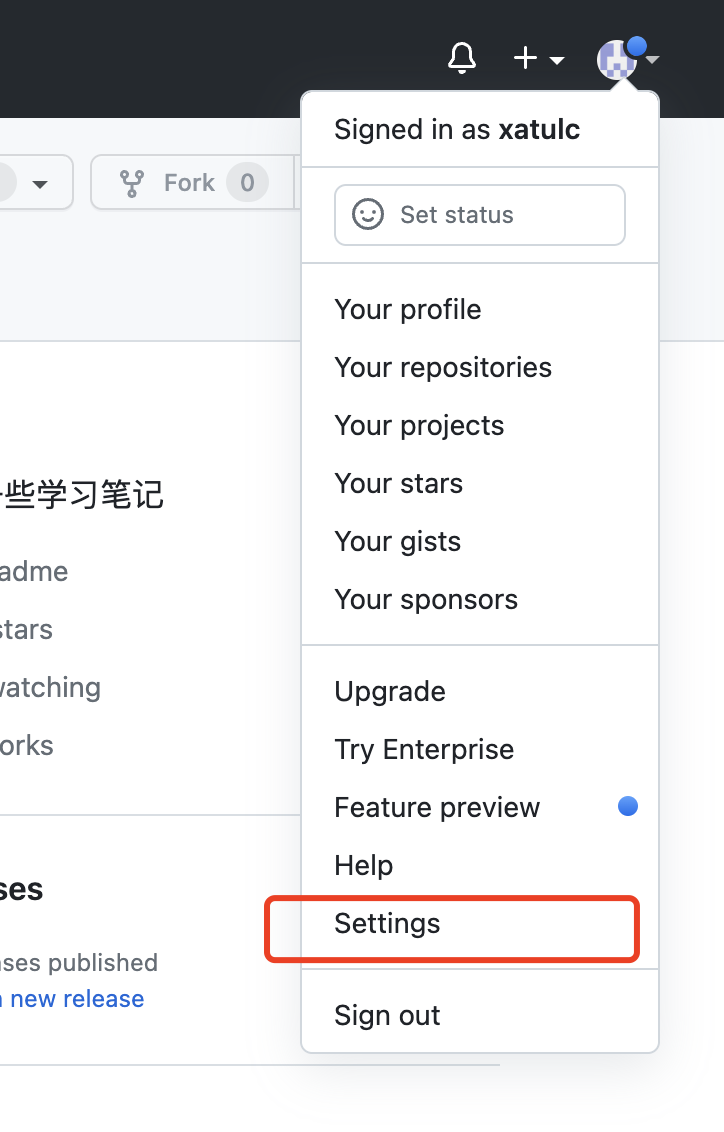 Signed in as xatulc
Fork 0
Set status
Your profile
Your repositories
Your projects
些学习笔记
Your stars
Your gists
adme
Your sponsors
stars
watching
Upgrade
orks
Try Enterprise
Feature preview
Help
ses
Settings
ses published
new release
Sign out